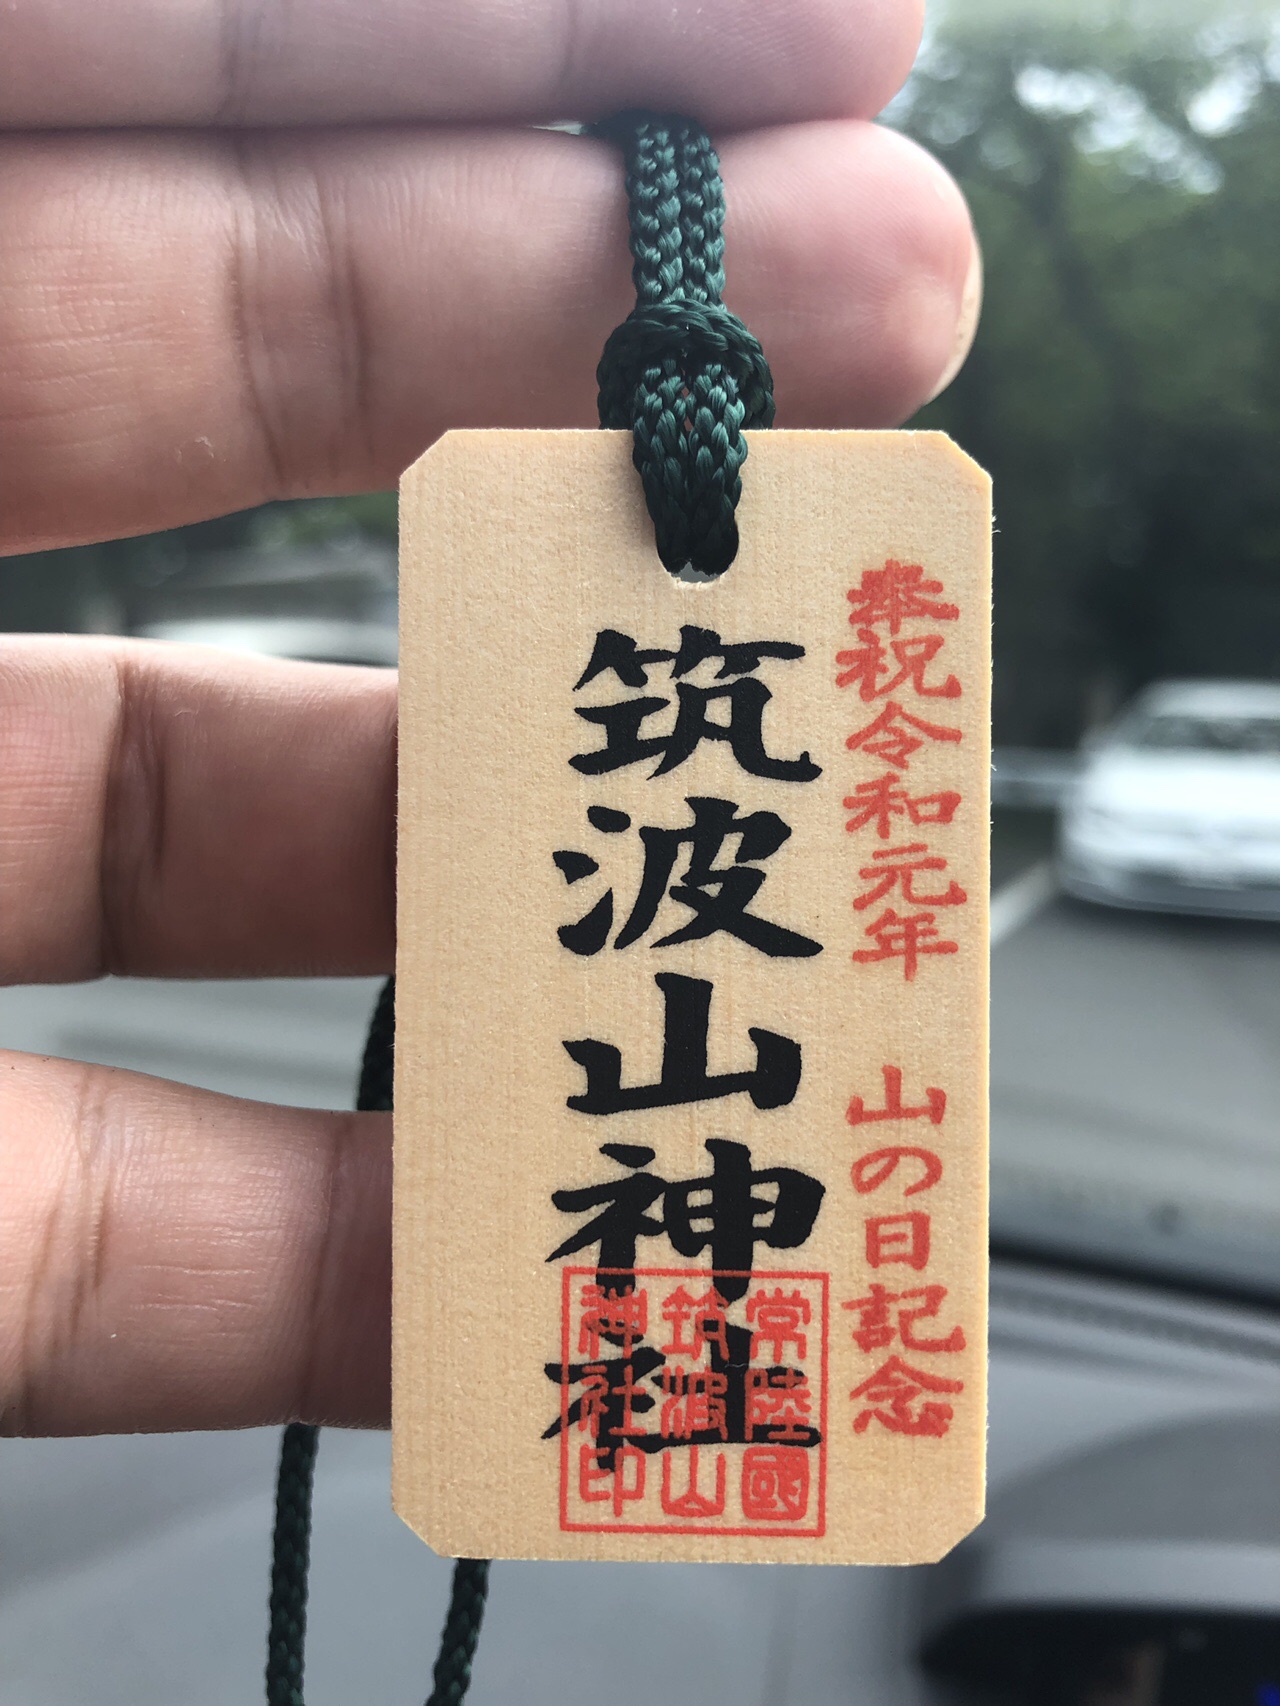 奉祝令和元年 山の日記念
筑波山神社
常陸國
筑波山
神社印